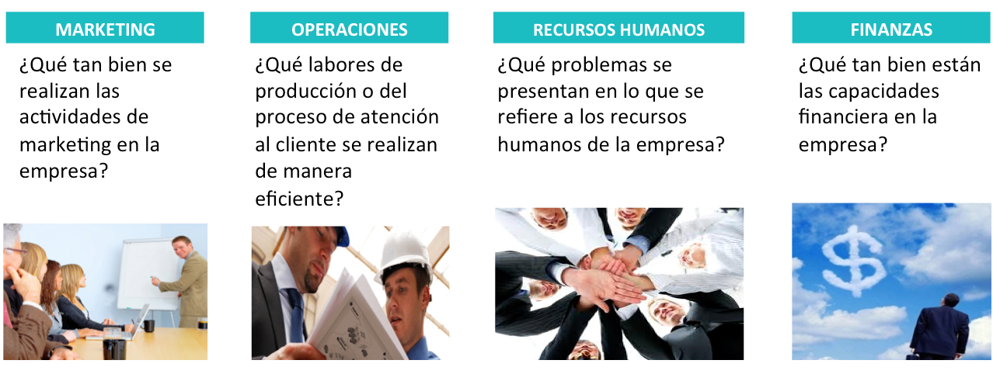 MARKETING
¿Qué tan bien se
realizan las
actividades de
marketing en la
empresa?
OPERACIONES
¿Qué labores de
producción o del
proceso de atención
al cliente se realizan
de manera
eficiente?
RECURSOS HUMANOS
¿Qué problemas se
presentan en lo que se
refiere a los recursos
humanos de la empresa?
FINANZAS
¿Qué tan bien están
las capacidades
financiera en la
empresa?
$